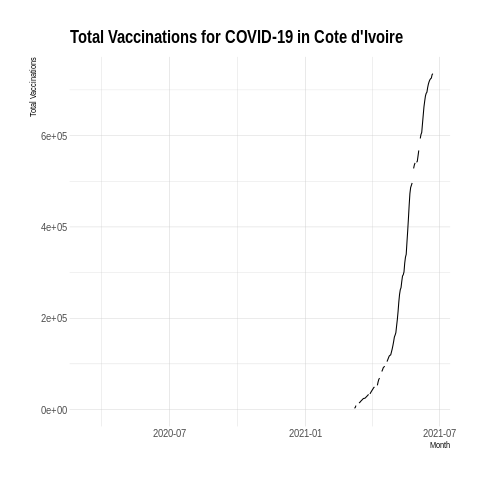 Total Vaccinations for COVID-19 in Cote d'Ivoire
Total Vaccinations
6e+05
4e+05
2e+05
0e+00
2020-07
2021-01
2021-07
Month